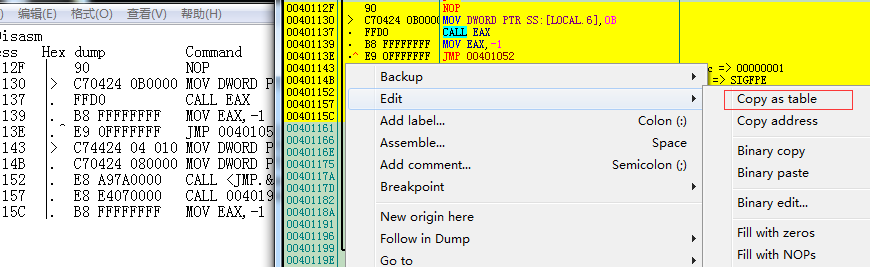 编辑(E) 格式(O) 查看(V) 帮助(H)
Disasm
ess Hex dump Command
12F | 90 NOP
130 |> C70424 0B0000 MOV DWORD P
137 |. FFD0 CALL EAX
139 |. B8 FFFFFFFF MOV EAX,-1
13E |.^ E9 0FFFFFFF JMP 0040105
143 |> C74424 04 010 MOV DWORD P
14B |. C70424 080000 MOV DWORD P
152 |. E8 A97A0000 CALL <JMP.&
157 |. E8 E4070000 CALL 004019
15C |. B8 FFFFFFFF MOV EAX,-1
0040112F 90 NOP
00401130 > C70424 0B0000 MOV DWORD PTR SS:[LOCAL.6],0B
00401137 . FFD0 CALL EAX
00401139 . B8 FFFFFFFF MOV EAX,-1
0040113E .^ E9 0FFFFFFF JMP 00401052
00401143 c => 00000001
0040114B => SIGFPE
00401152
00401157
0040115C
00401161
00401166
0040116E
00401175
0040117A
0040117D
00401182
0040118A
00401191
00401196
00401199
0040119E
Backup
Edit
Add label... Colon (:)
Assemble... Space
Add comment... Semicolon (;)
Breakpoint
New origin here
Follow in Dump
Go to
Copy as table
Copy address
Binary copy
Binary paste
Binary edit...
Fill with zeros
Fill with NOPs